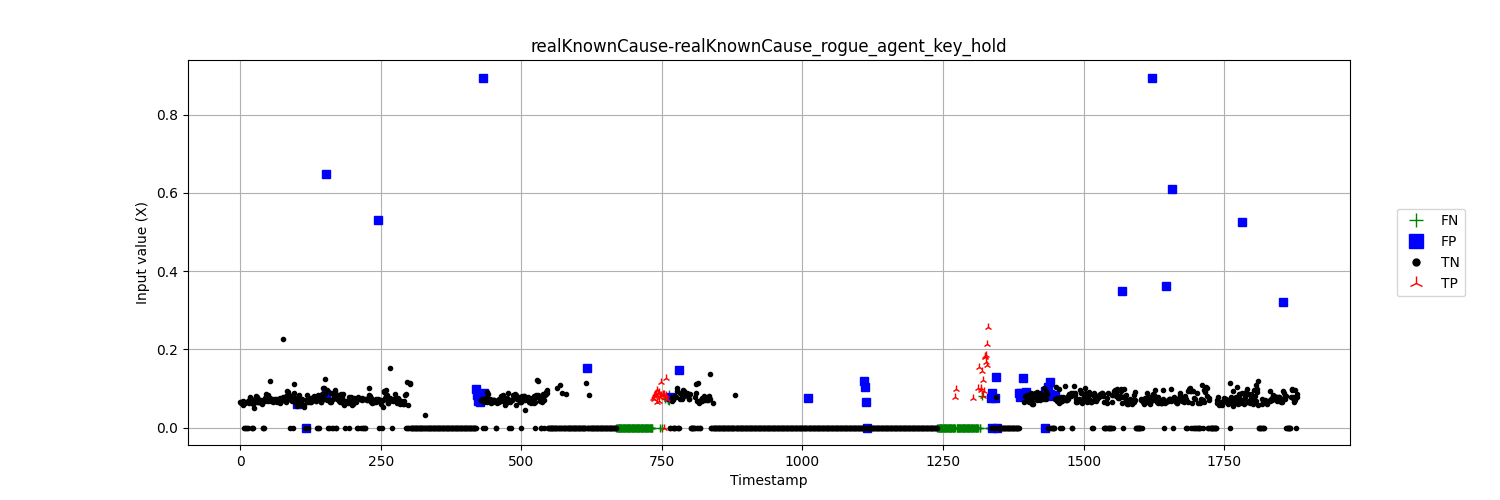 realKnownCause-realKnownCause_rogue_agent_key_hold
Input value (X)
0.8
0.6
0.4
0.2
0.0
0 250 500 750 1000 1250 1500 1750
Timestamp
FN
FP
TN
TP